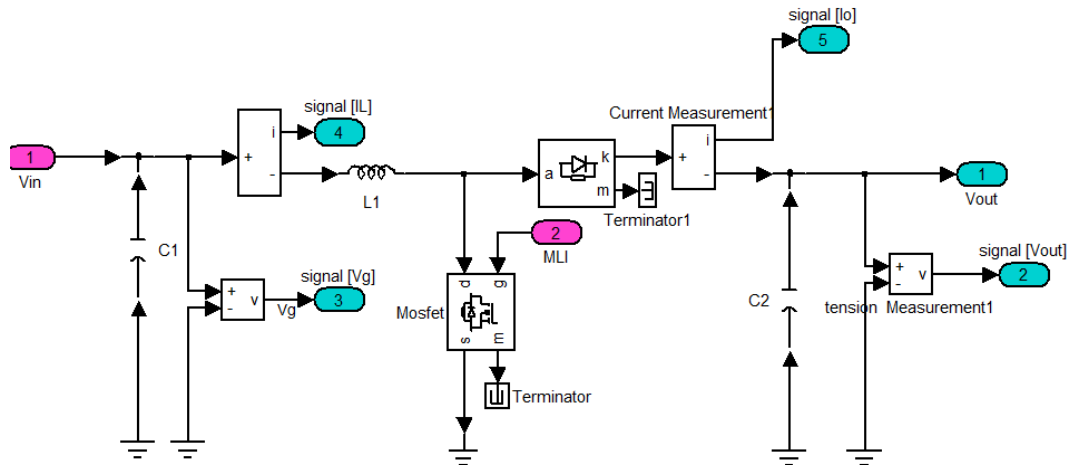 signal [Io]
5
signal [IL]
Current Measurement1
i
4
i
1
+
-
k
+
-
a
m
1
Vin
L1
Terminator1
Vout
2
MLI
C1
signal [Vg]
signal [Vout]
+
-
v
3
Vg
d
g
Mosfet
s
m
C2
+
-
v
2
tension Measurement1
Terminator